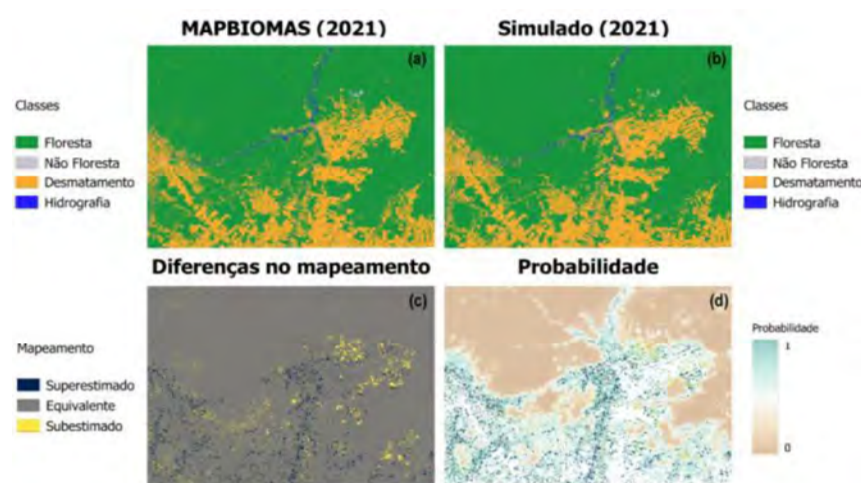 MAPBIOMAS (2021)
Simulado (2021)
(a)
(b)
Classes
Floresta
Não Floresta
Desmatamento
Hidrografia
Classes
Floresta
Não Floresta
Desmatamento
Hidrografia
Diferenças no mapeamento
Probabilidade
(c)
(d)
Mapeamento
Superestimado
Equivalente
Subestimado
Probabilidade
1
0